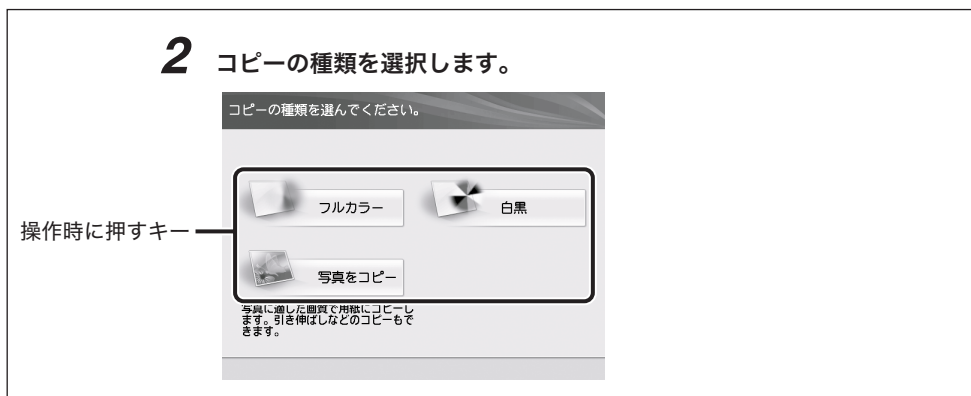 2 コピーの種類を選択します。
コピーの種類を選んでください。
フルカラー
白黒
操作時に押すキー
写真をコピー
写真に適した画質で用紙にコピーし
ます。引き伸ばしなどのコピーもで
きます。